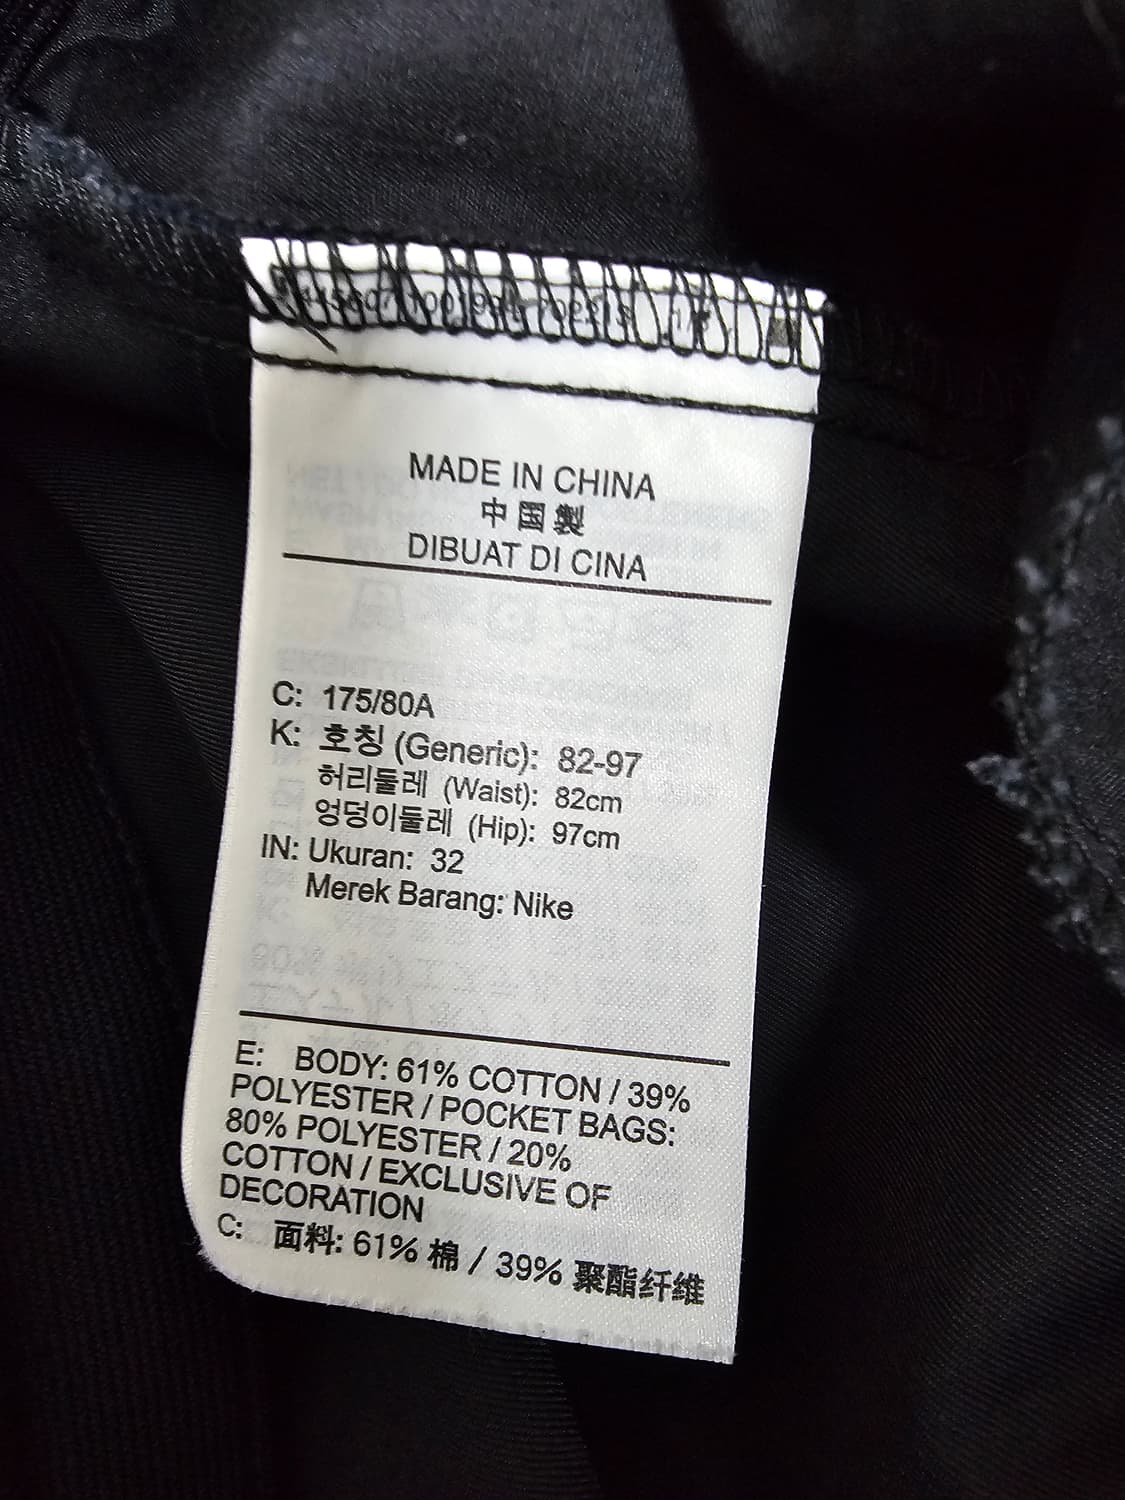 MADE IN CHINA
中国製
DIBUAT DI CINA
C: 175/80A
K: 호칭 (Generic): 82-97
허리둘레 (Waist): 82cm
엉덩이둘레 (Hip): 97cm
IN: Ukuran: 32
Merek Barang: Nike
E: BODY: 61% COTTON / 39%
POLYESTER / POCKET BAGS:
80% POLYESTER / 20%
COTTON / EXCLUSIVE OF
DECORATION
C: 面料: 61% 棉 / 39% 聚酯纤维